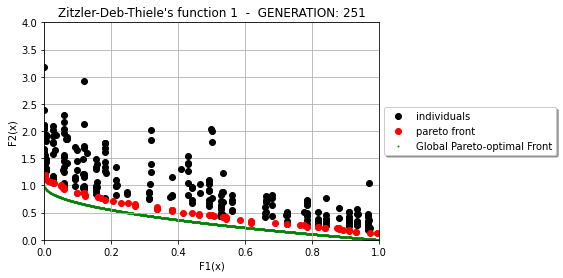 Zitzler-Deb-Thiele's function 1 - GENERATION: 251
4.0
3.5
3.0
2.5
2.0
1.5
1.0
0.5
0.0
F2(x)
0.0 0.2 0.4 0.6 0.8 1.0
F1(x)
individuals
pareto front
Global Pareto-optimal Front